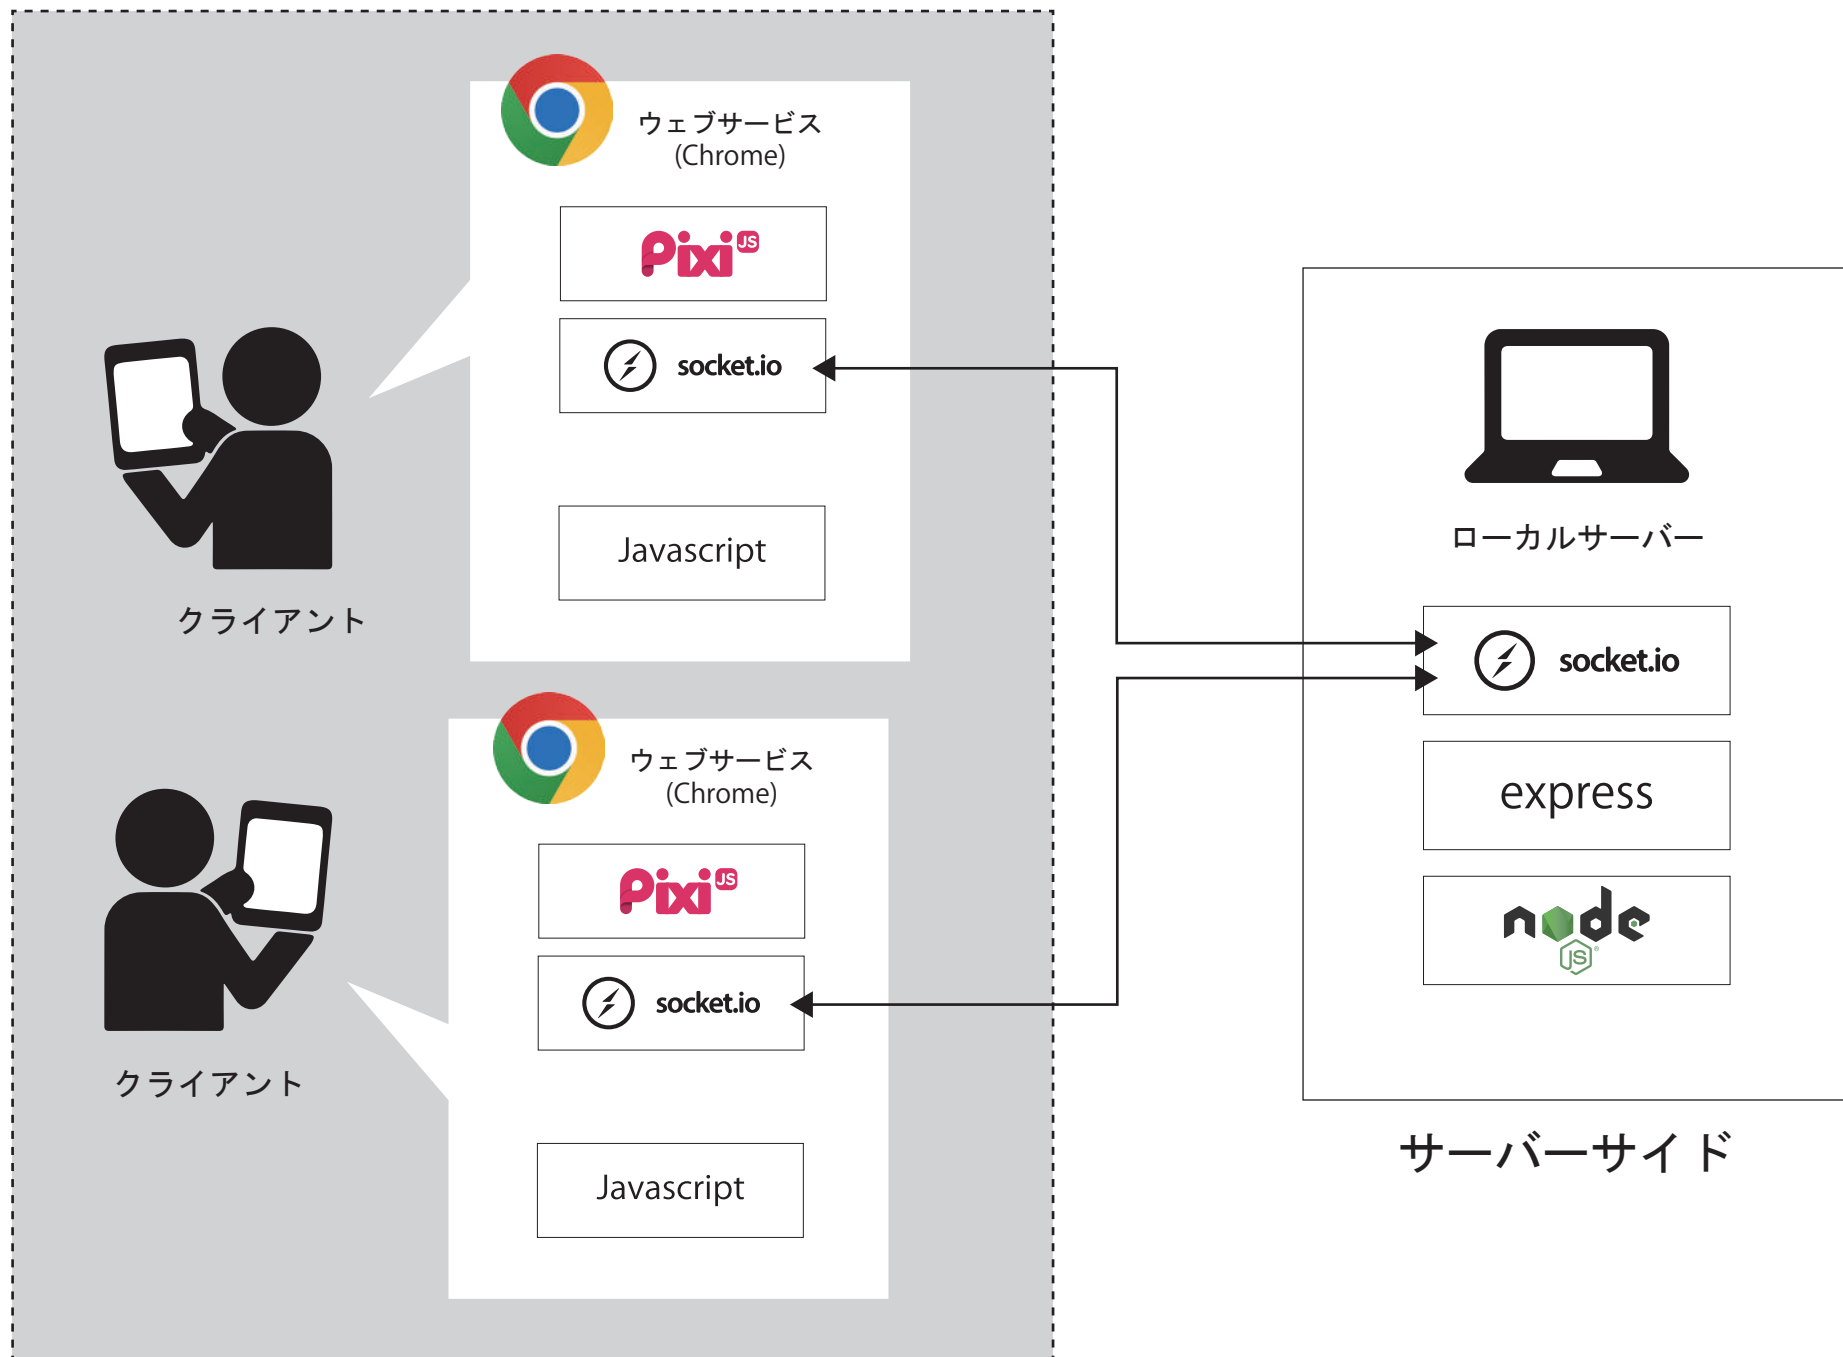 ウェブサービス
(Chrome)
Pixi JS
socket.io
Javascript
クライアント
ウェブサービス
(Chrome)
Pixi JS
socket.io
Javascript
クライアント
ローカルサーバー
socket.io
express
node
JS
サーバーサイド